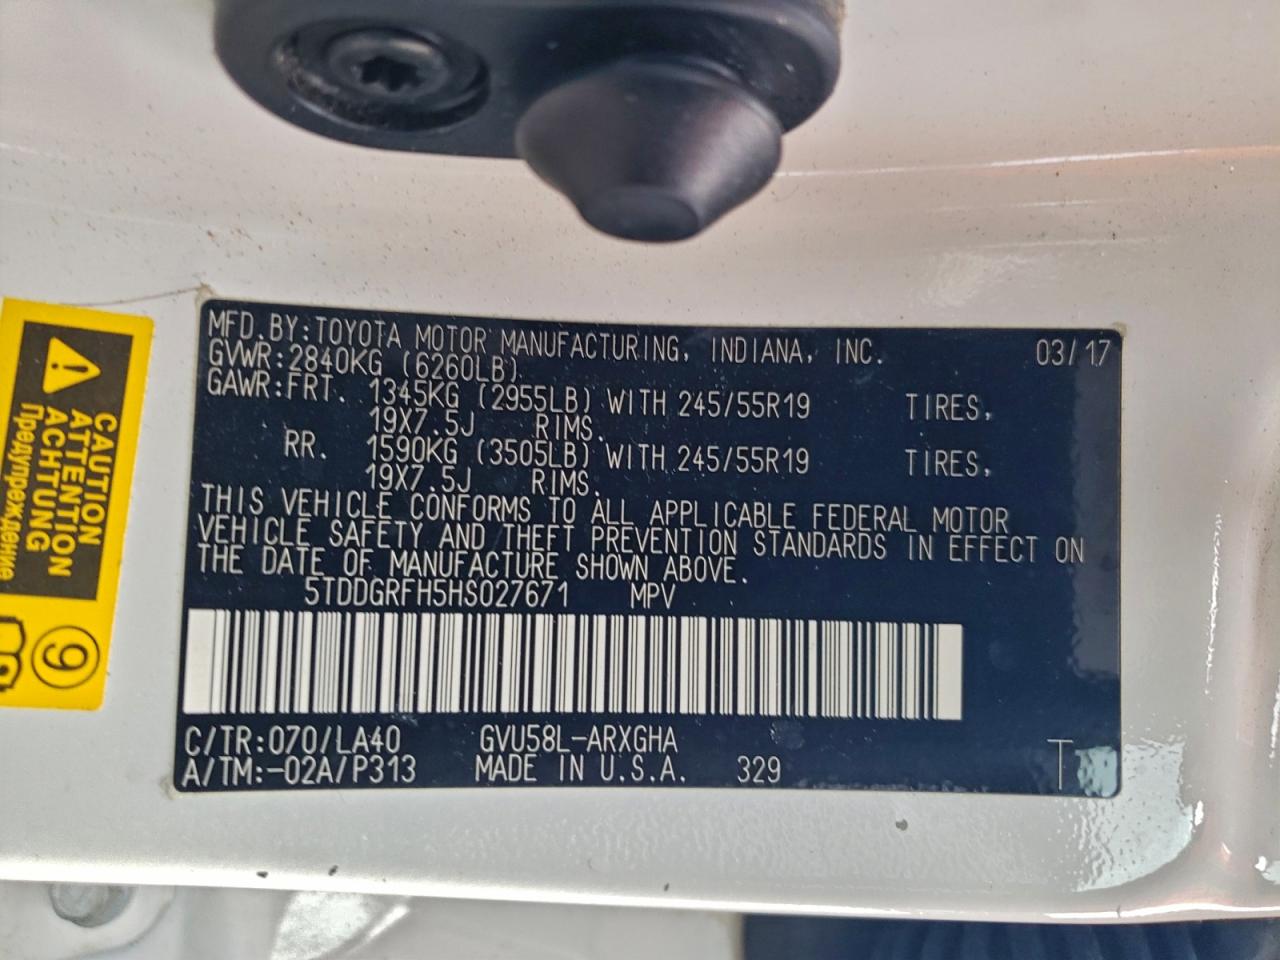 MFD.BY:TOYOTA MOTOR MANUFACTURING, INDIANA, INC. 03/17
GVWR:2840KG (6260LB)
GAWR:FRT. 1345KG (2955LB) WITH 245/55R19 TIRES,
19X7.5J RIMS.
RR. 1590KG (3505LB) WITH 245/55R19 TIRES,
19X7.5J RIMS.
THIS VEHICLE CONFORMS TO ALL APPLICABLE FEDERAL MOTOR
VEHICLE SAFETY AND THEFT PREVENTION STANDARDS IN EFFECT ON
THE DATE OF MANUFACTURE SHOWN ABOVE.
5TDDGRFH5HS027671 MPV
C/TR:070/LA40 GVU58L-ARXGHA
A/TM:-02A/P313 MADE IN U.S.A. 329 T
CAUTION
ATTENTION
ACHTUNG
Предупреждение
9